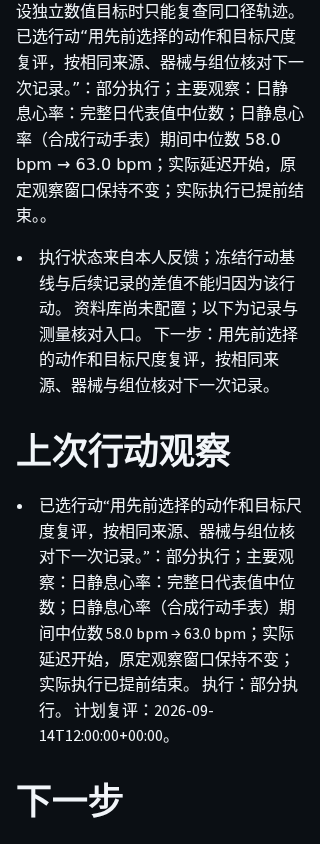 设独立数值目标时只能复查同口径轨迹。
已选行动“用先前选择的动作和目标尺度
复评，按相同来源、器械与组位核对下一
次记录。”：部分执行；主要观察：日静
息心率：完整日代表值中位数；日静息心
率（合成行动手表）期间中位数 58.0
bpm → 63.0 bpm；实际延迟开始，原
定观察窗口保持不变；实际执行已提前结
束。。
• 执行状态来自本人反馈；冻结行动基
线与后续记录的差值不能归因为该行
动。 资料库尚未配置；以下为记录与
测量核对入口。 下一步：用先前选择
的动作和目标尺度复评，按相同来
源、器械与组位核对下一次记录。
上次行动观察
• 已选行动“用先前选择的动作和目标尺
度复评，按相同来源、器械与组位核
对下一次记录。”：部分执行；主要观
察：日静息心率：完整日代表值中位
数；日静息心率（合成行动手表）期
间中位数 58.0 bpm → 63.0 bpm；实际
延迟开始，原定观察窗口保持不变；
实际执行已提前结束。 执行：部分执
行。 计划复评：2026-09-
14T12:00:00+00:00。
下一步